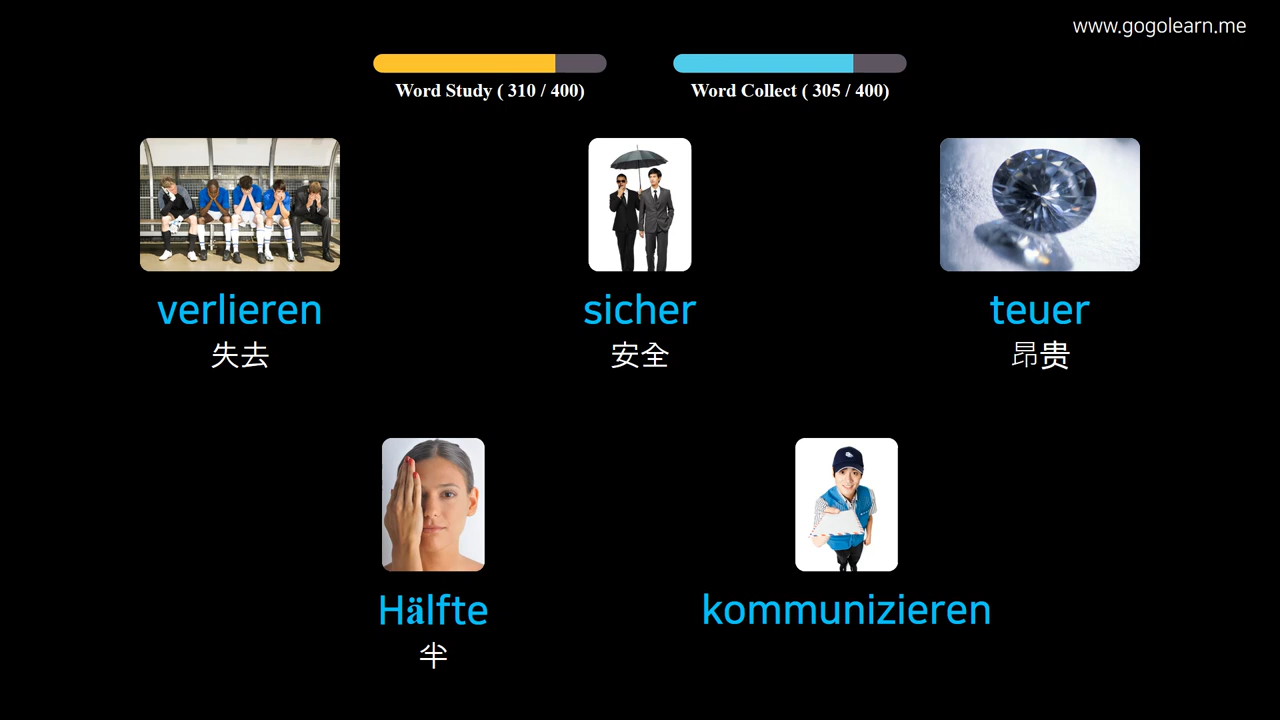 www.gogolearn.me
Word Study ( 310 / 400)
Word Collect ( 305 / 400)
verlieren
失去
sicher
安全
teuer
昂贵
Hälfte
半
kommunizieren